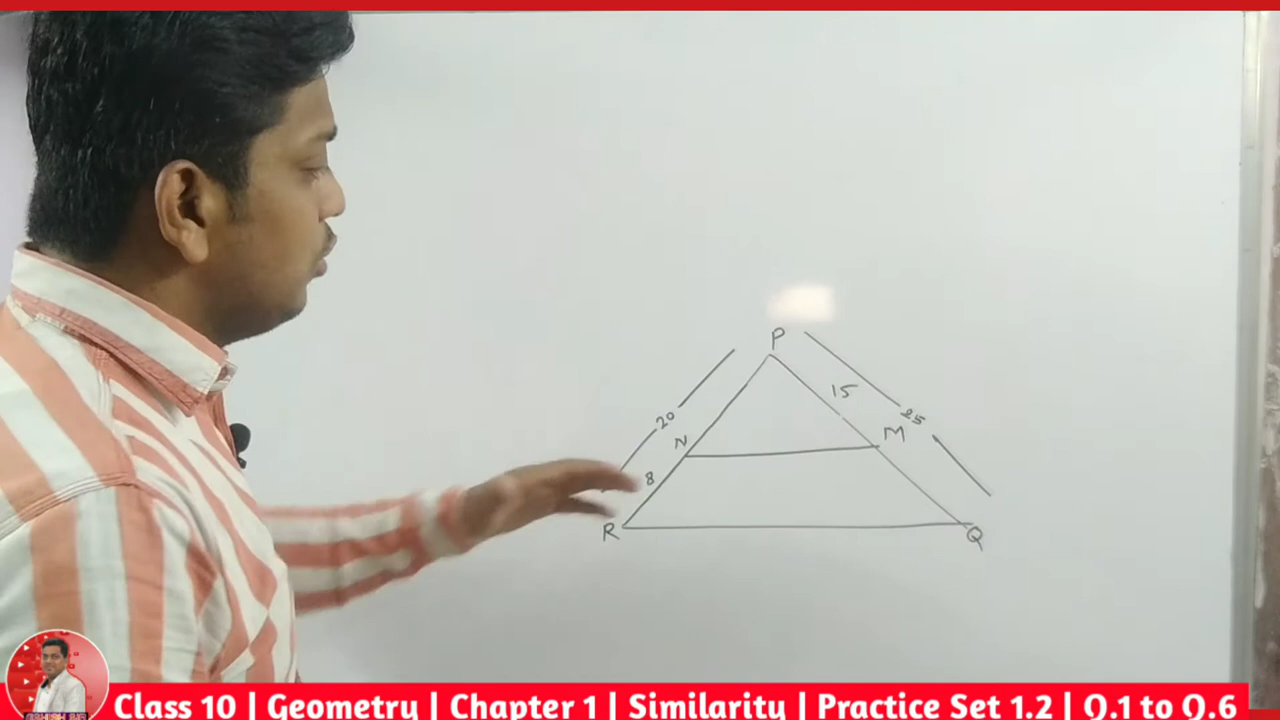 P
15
20
25
N
M
8
R
Q
Class 10 | Geometry | Chapter 1 | Similarity | Practice Set 1.2 | Q.1 to Q.6